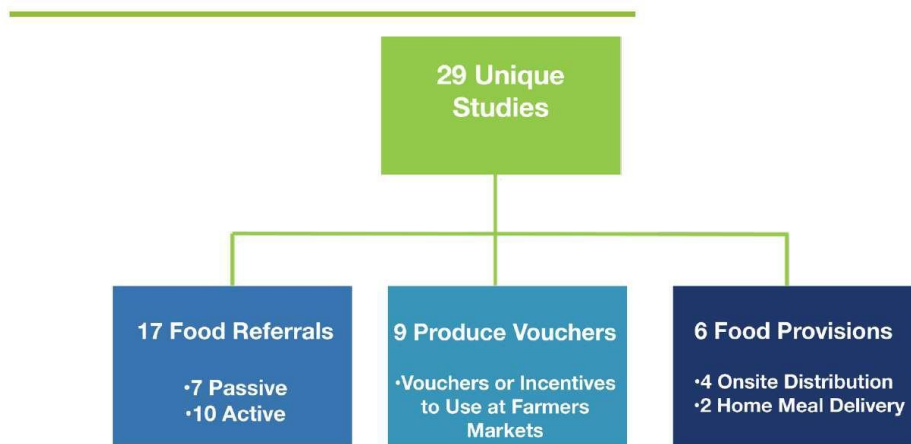 29 Unique
Studies
17 Food Referrals
•7 Passive
•10 Active
9 Produce Vouchers
•Vouchers or Incentives
to Use at Farmers
Markets
6 Food Provisions
•4 Onsite Distribution
•2 Home Meal Delivery